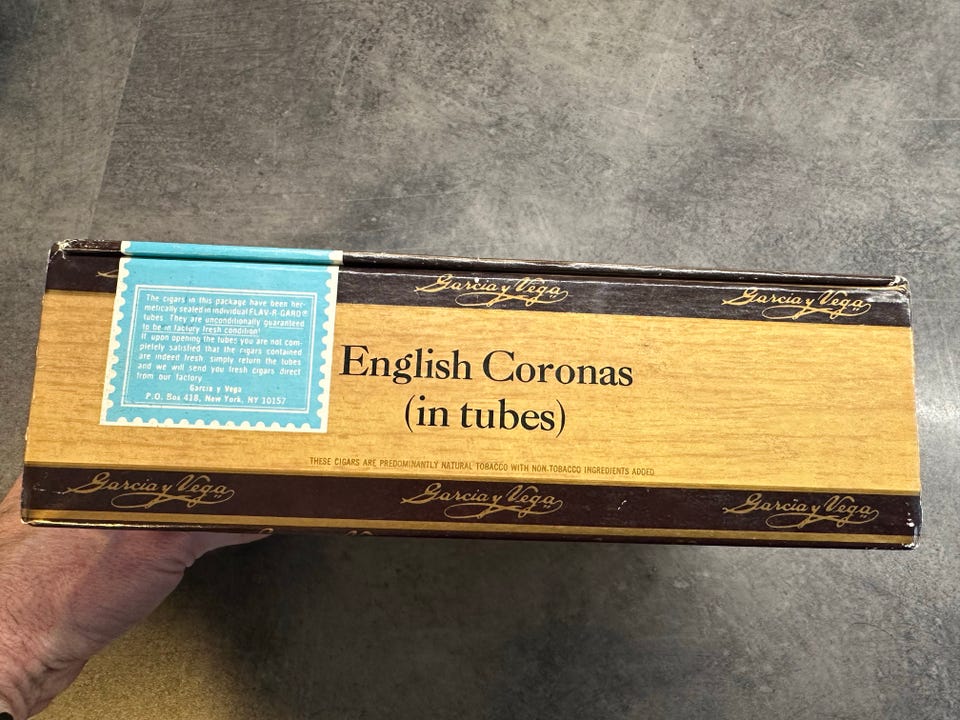 Garcia y Vega
Garcia y Vega
The cigars in this package have been her-
metically sealed in individual FLAV-R-GARD®
tubes. They are unconditionally guaranteed
to be in factory fresh condition!
If upon opening the tubes you are not com-
pletely satisfied that the cigars contained
are indeed fresh, simply return the tubes
and we will send you fresh cigars direct
from our factory.
Garcia y Vega
P.O. Box 418, New York, NY 10157
English Coronas
(in tubes)
THESE CIGARS ARE PREDOMINANTLY NATURAL TOBACCO WITH NON-TOBACCO INGREDIENTS ADDED
Garcia y Vega
Garcia y Vega
Garcia y Vega